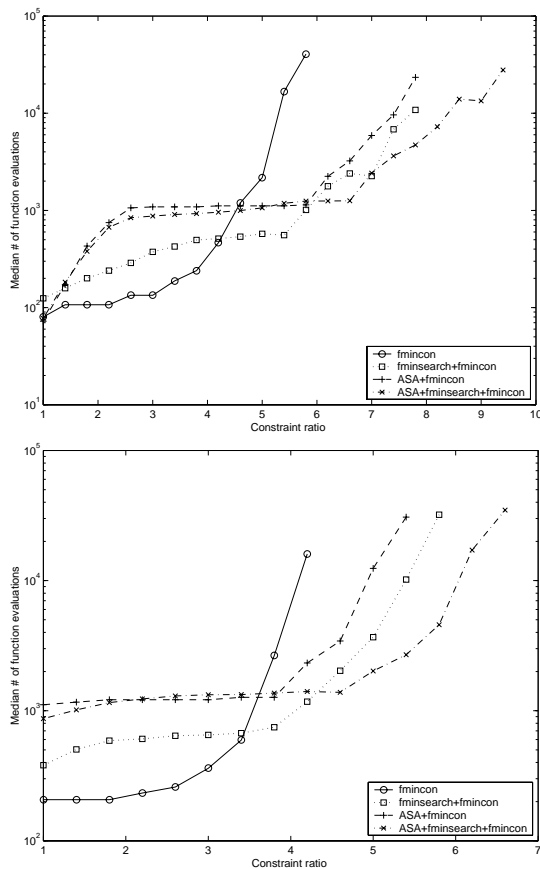 10^5
10^4
10^3
10^2
10^1
Median # of function evaluations
1 2 3 4 5 6 7 8 9 10
Constraint ratio
fmincon
fminsearch+fmincon
ASA+fmincon
ASA+fminsearch+fmincon
10^5
10^4
10^3
10^2
Median # of function evaluations
1 2 3 4 5 6 7
Constraint ratio
fmincon
fminsearch+fmincon
ASA+fmincon
ASA+fminsearch+fmincon